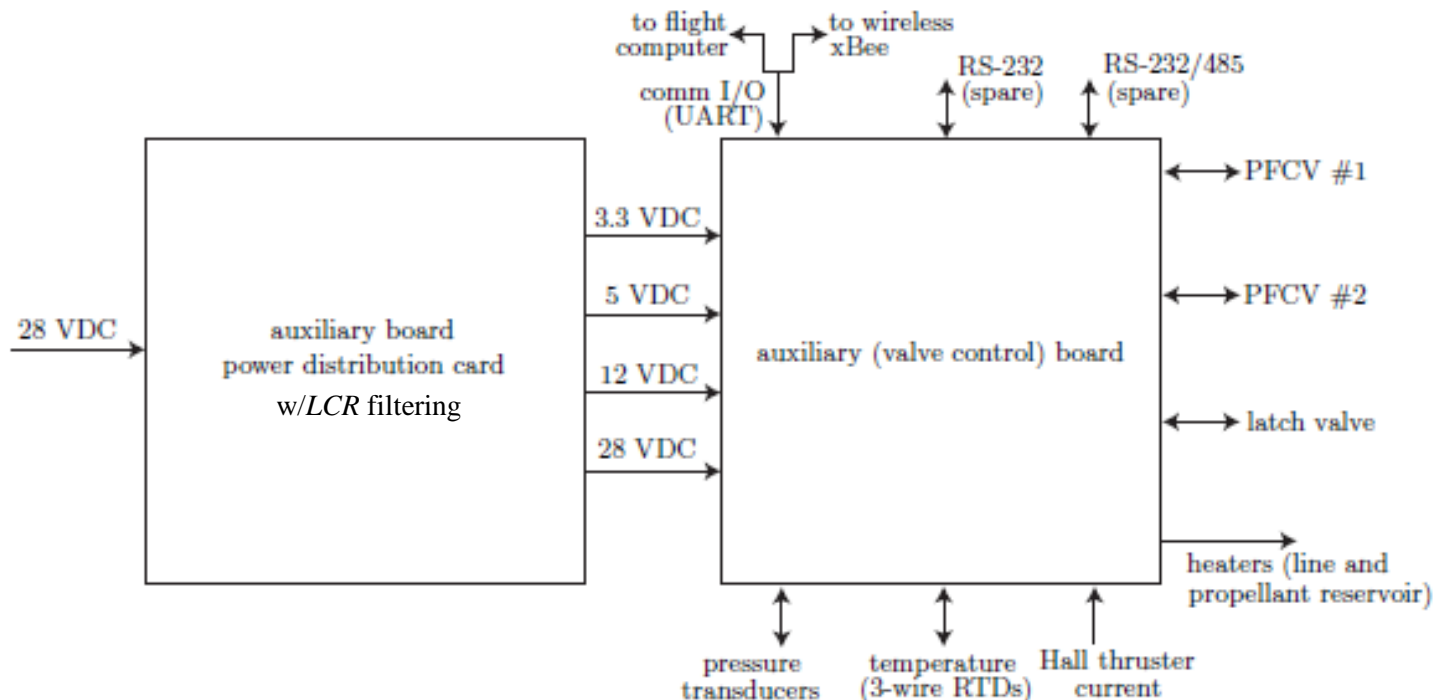 to flight
computer
to wireless
xBee
comm I/O
(UART)
RS-232
(spare)
RS-232/485
(spare)
28 VDC
auxiliary board
power distribution card
w/LCR filtering
3.3 VDC
5 VDC
12 VDC
28 VDC
auxiliary (valve control) board
PFCV #1
PFCV #2
latch valve
heaters (line and
propellant reservoir)
pressure
transducers
temperature
(3-wire RTDs)
Hall thruster
current